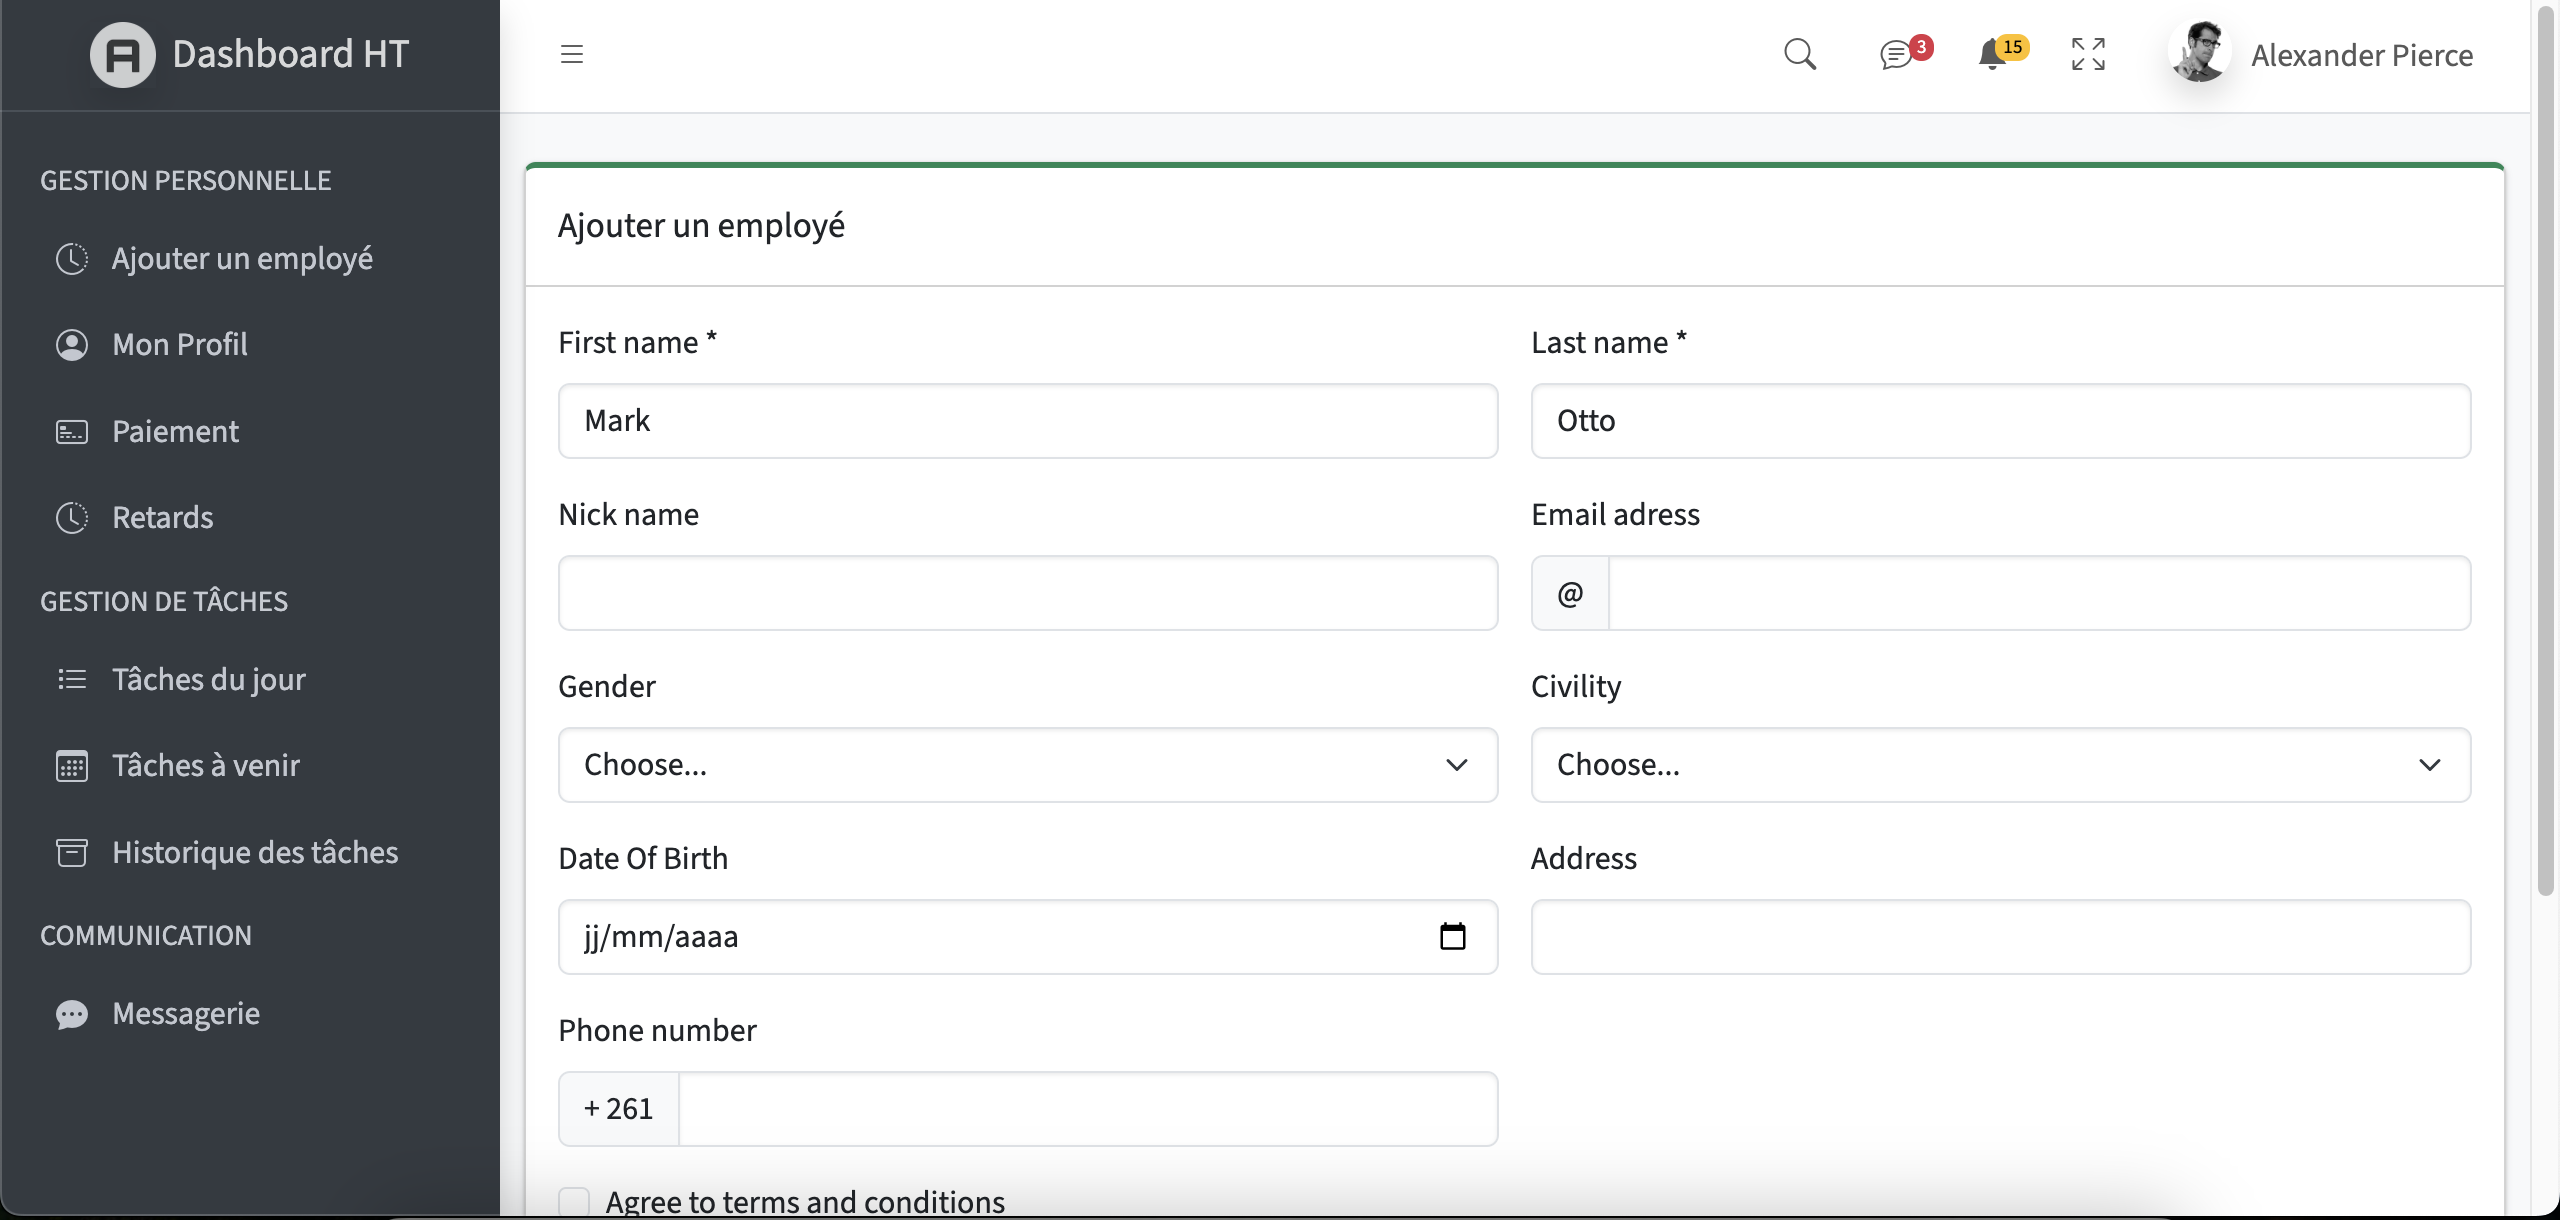 Dashboard HT
3
15
Alexander Pierce
GESTION PERSONNELLE
Ajouter un employé
Mon Profil
Paiement
Retards
GESTION DE TÂCHES
Tâches du jour
Tâches à venir
Historique des tâches
COMMUNICATION
Messagerie
Ajouter un employé
First name *
Last name *
Mark
Otto
Nick name
Email adress
@
Gender
Civility
Choose...
Choose...
Date Of Birth
Address
jj/mm/aaaa
Phone number
+ 261
Agree to terms and conditions